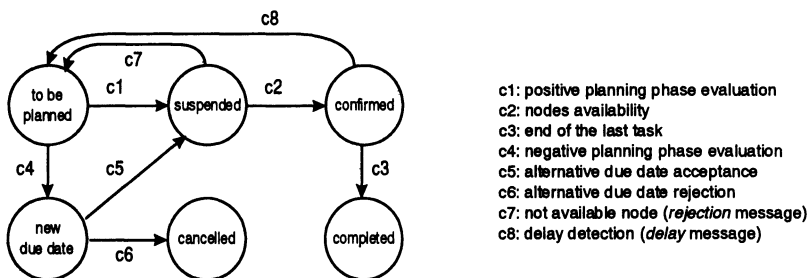 c8
c7
to be
planned
c1
suspended
c2
confirmed
c4
c5
c3
new
due date
c6
cancelled
completed
c1: positive planning phase evaluation
c2: nodes availability
c3: end of the last task
c4: negative planning phase evaluation
c5: alternative due date acceptance
c6: alternative due date rejection
c7: not available node (rejection message)
c8: delay detection (delay message)